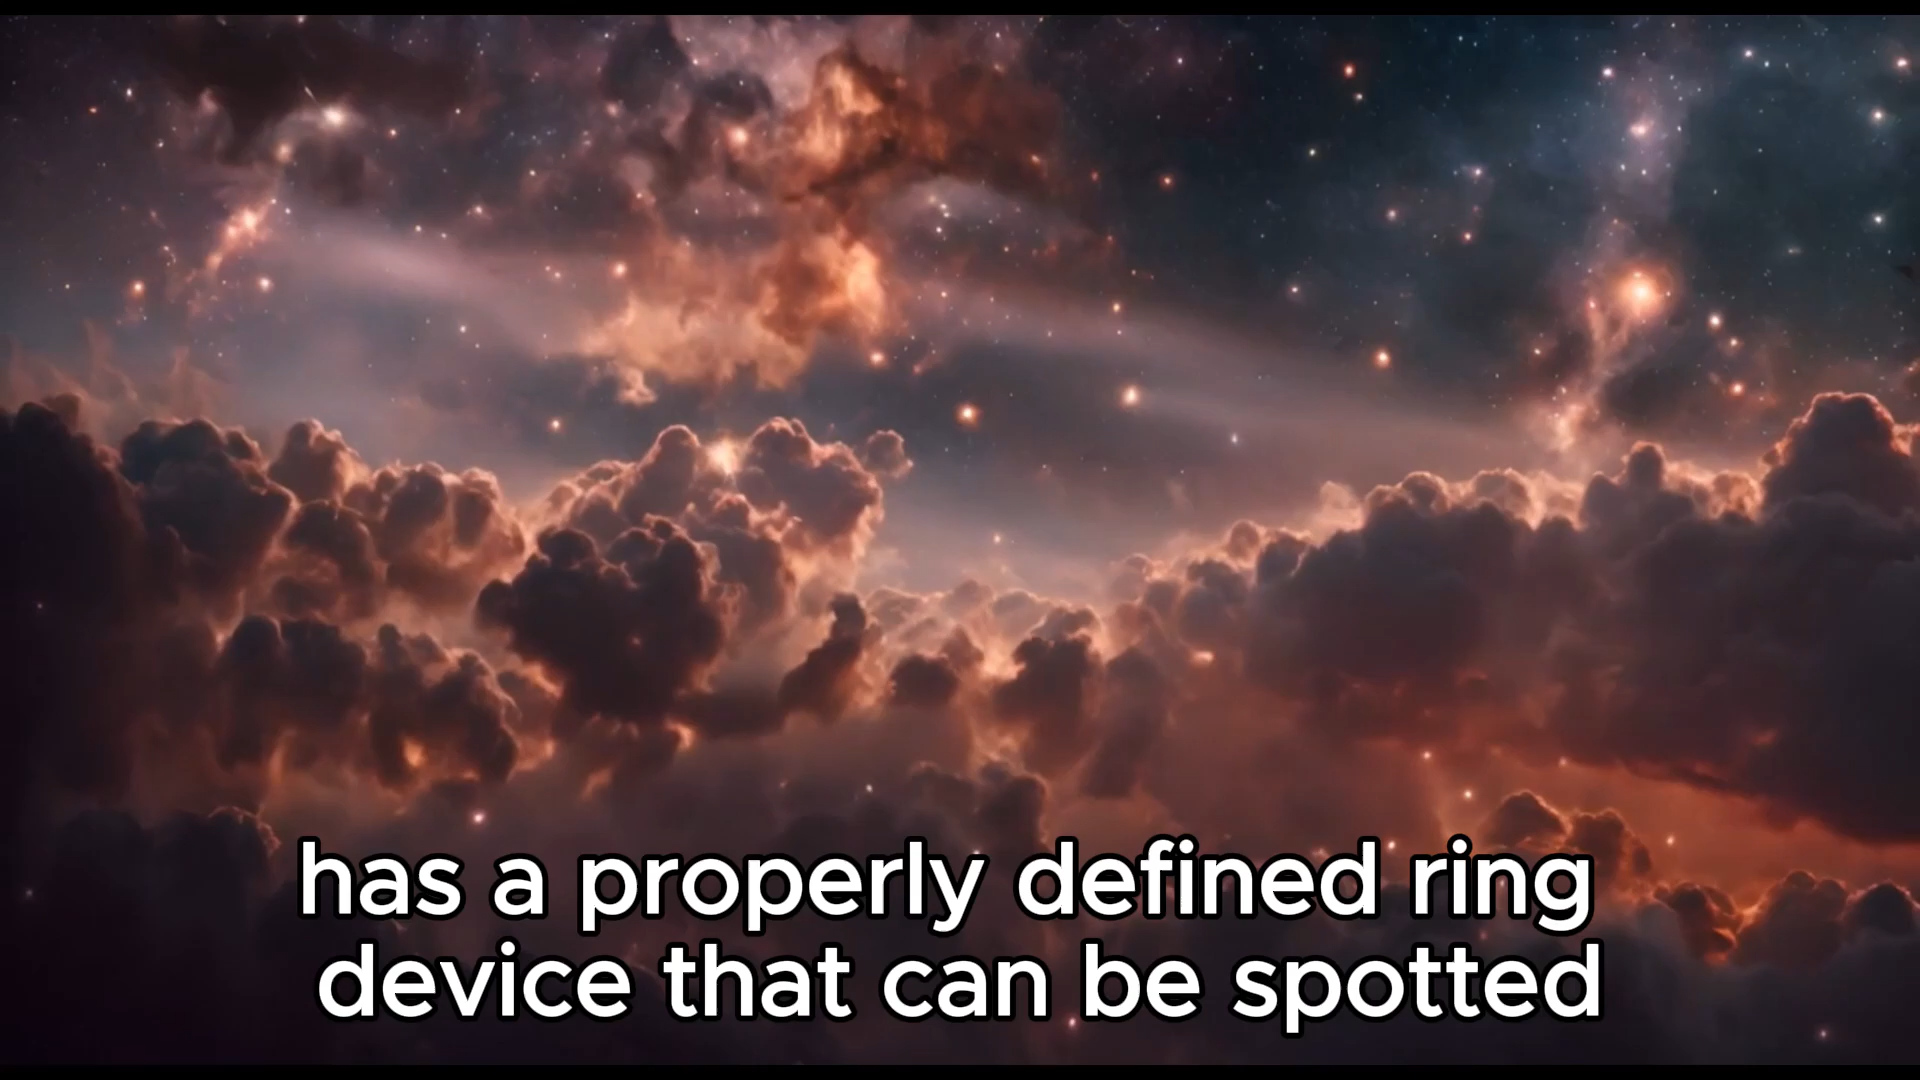 has a properly defined ring
device that can be spotted